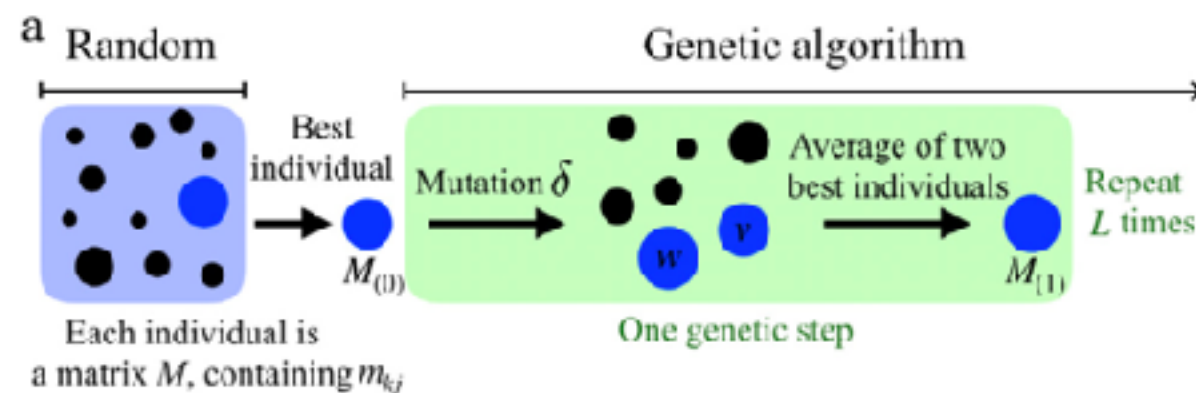 a
Random
Genetic algorithm
Best
individual
M(0)
Mutation δ
w
v
Average of two
best individuals
M(1)
Repeat
L times
Each individual is
a matrix M, containing mkj
One genetic step